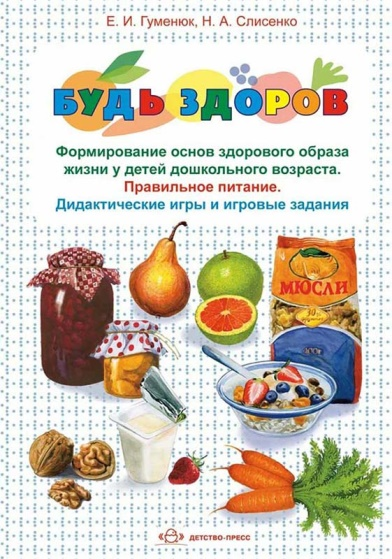 Е. И. Гуменюк, Н. А. Слисенко
БУДЬ ЗДОРОВ
Формирование основ здорового образа
жизни у детей дошкольного возраста.
Правильное питание.
Дидактические игры и игровые задания
МЮСЛИ
ДЕТСТВО-ПРЕСС